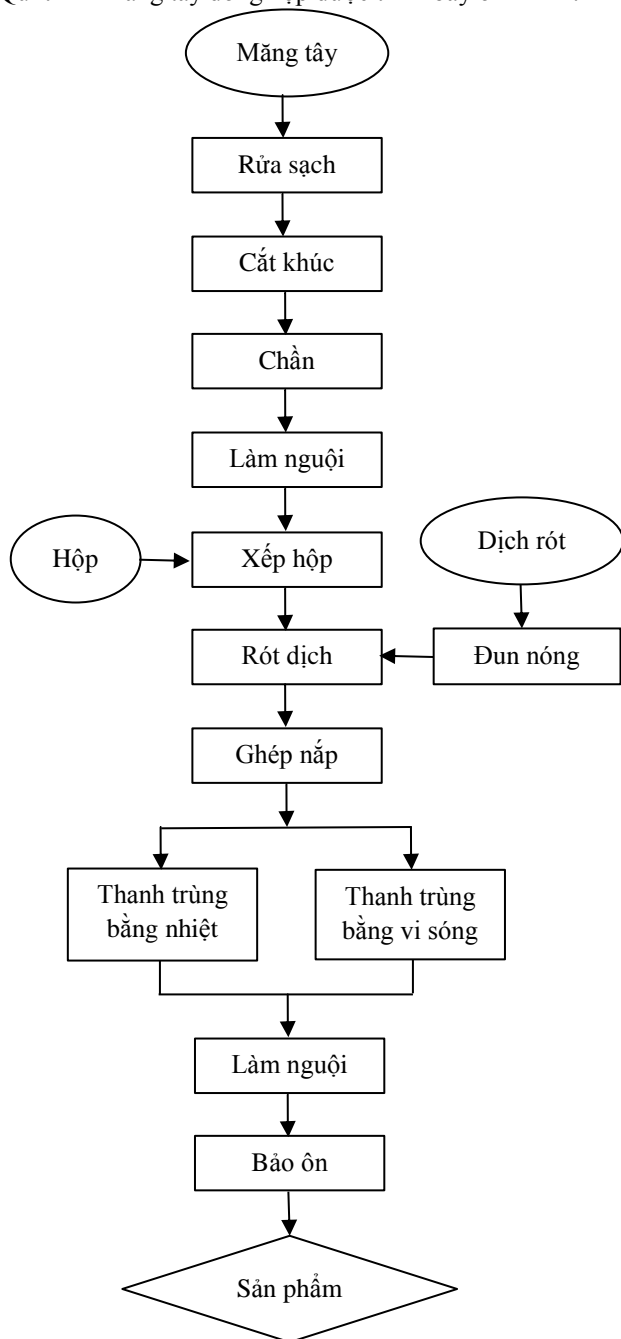 Măng tây
Rửa sạch
Cắt khúc
Chần
Làm nguội
Hộp
Xếp hộp
Dịch rót
Rót dịch
Đun nóng
Ghép nắp
Thanh trùng
bằng nhiệt
Thanh trùng
bằng vi sóng
Làm nguội
Bảo ôn
Sản phẩm